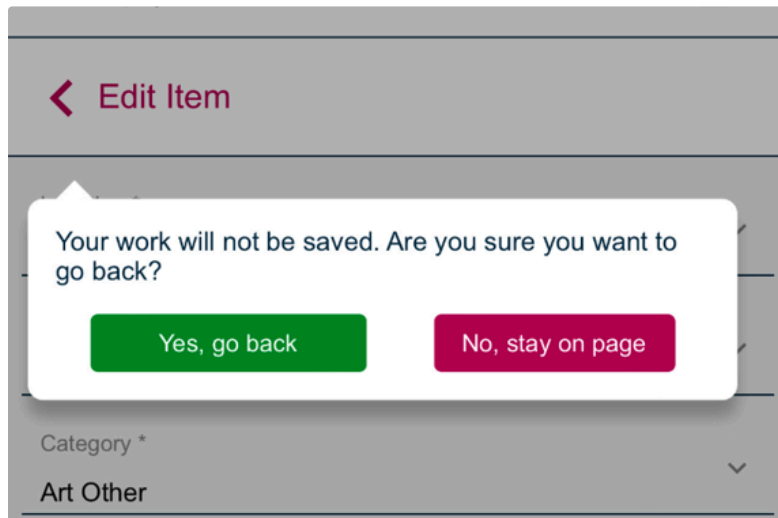 Edit Item
Your work will not be saved. Are you sure you want to
go back?
Yes, go back
No, stay on page
Category *
Art Other